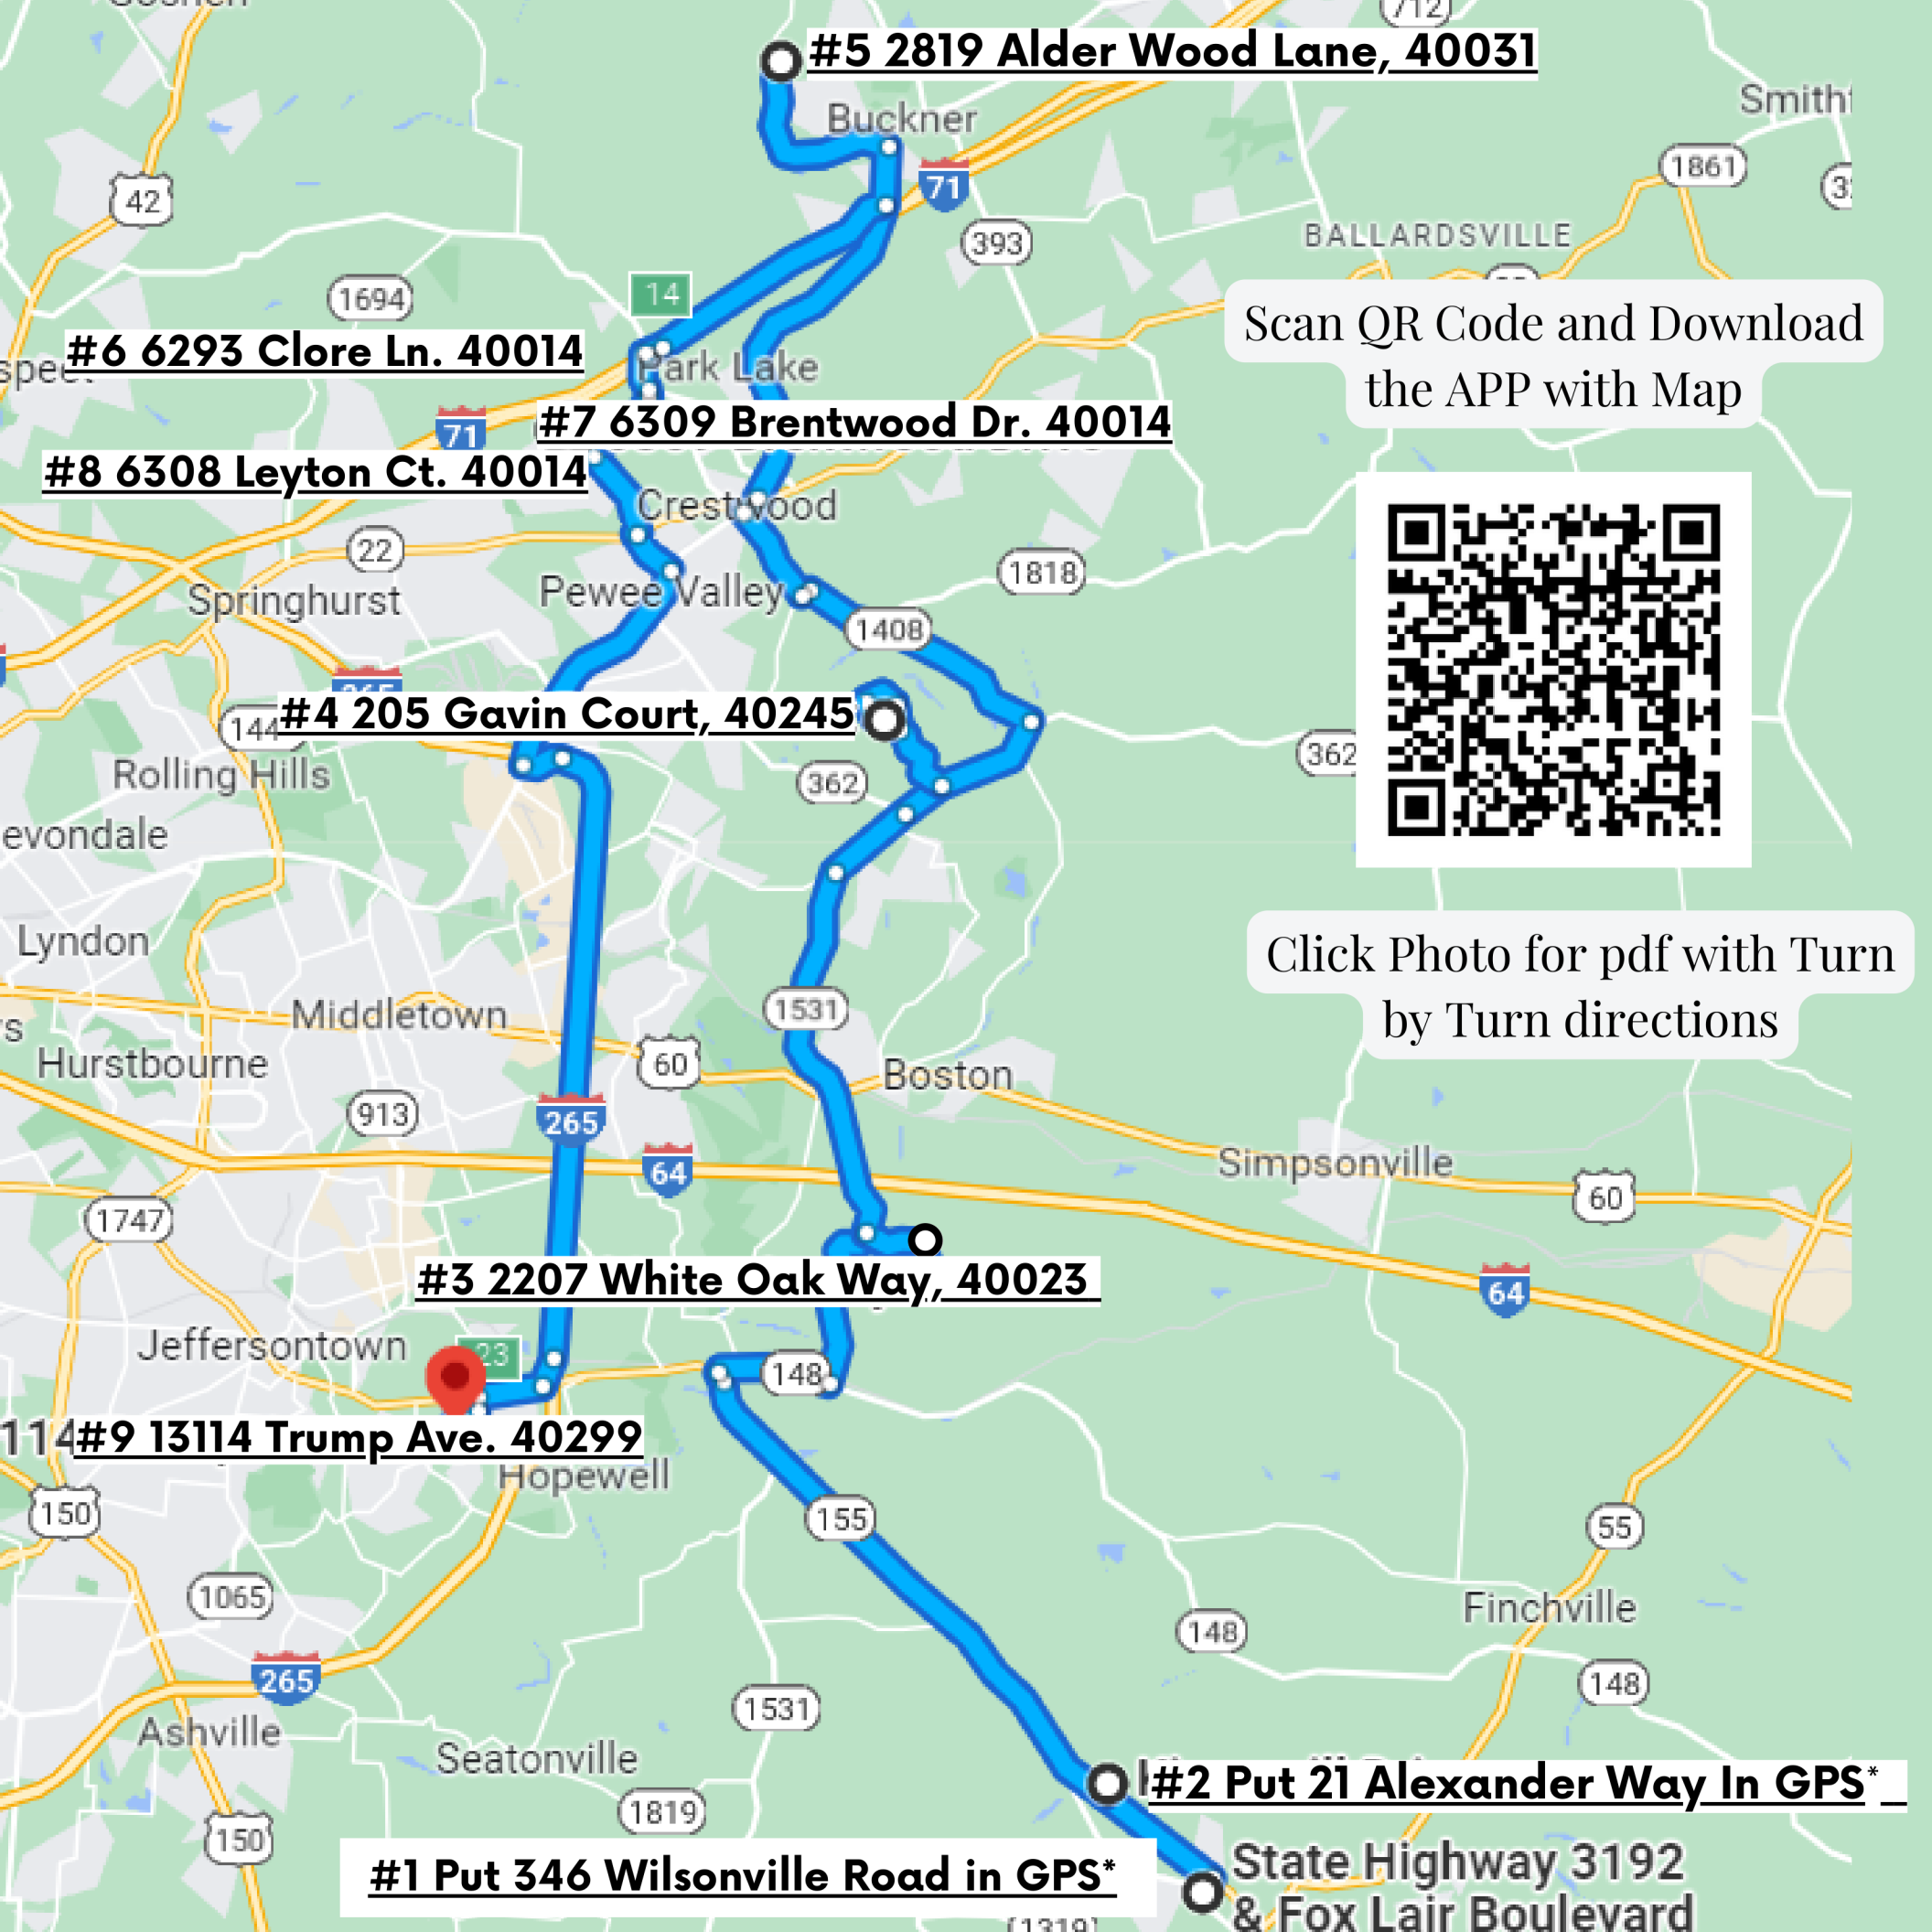 712
#5 2819 Alder Wood Lane, 40031
Buckner
Smith
1861
42
71
393
BALLARDSVILLE
14
1694
Scan QR Code and Download
the APP with Map
#6 6293 Clore Ln. 40014
Park Lake
71
#7 6309 Brentwood Dr. 40014
#8 6308 Leyton Ct. 40014
Crestwood
22
Springhurst
Pewee Valley
1818
1408
265
#4 205 Gavin Court, 40245
144
362
362
Rolling Hills
evondale
Lyndon
Click Photo for pdf with Turn
by Turn directions
Middletown
1531
rs
Hurstbourne
60
Boston
913
265
64
Simpsonville
60
1747
#3 2207 White Oak Way, 40023
64
Jeffersontown
23
148
114
#9 13114 Trump Ave. 40299
Hopewell
150
155
55
1065
Finchville
148
265
148
1531
Ashville
Seatonville
#2 Put 21 Alexander Way In GPS*
1819
150
#1 Put 346 Wilsonville Road in GPS*
State Highway 3192
& Fox Lair Boulevard
1319